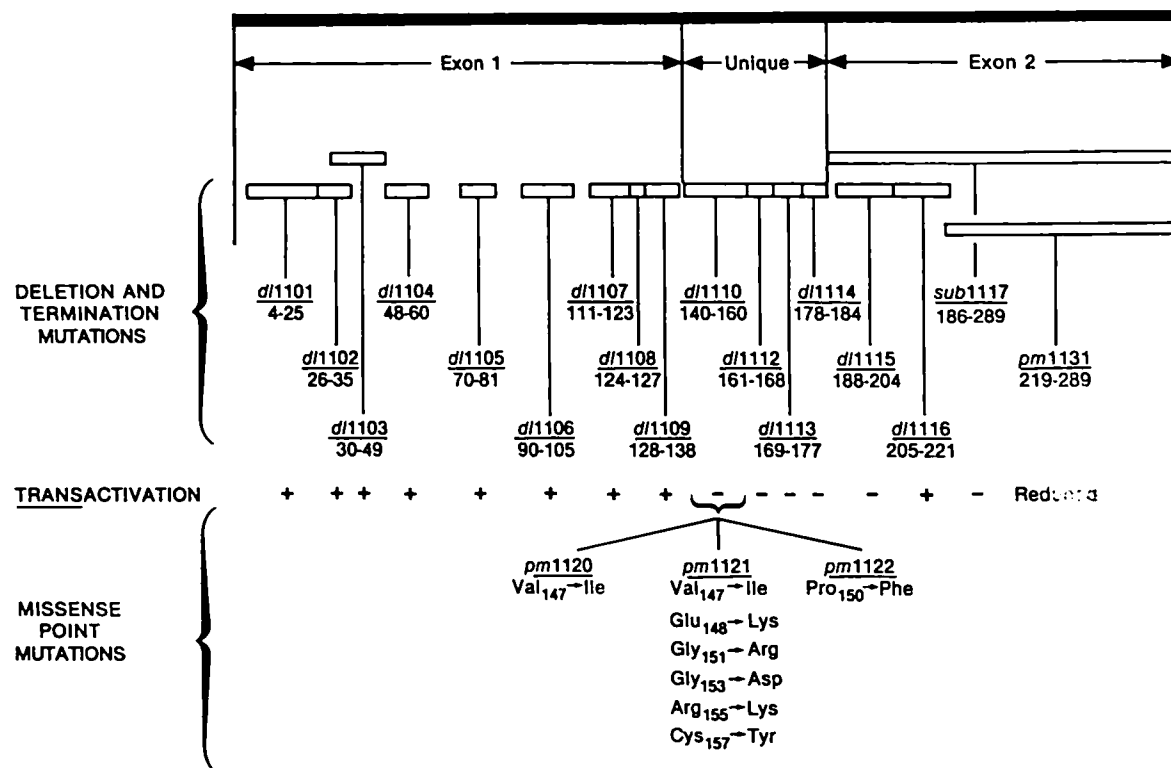 Exon 1 Unique Exon 2
DELETION AND
TERMINATION
MUTATIONS
dl1101
4-25
dl1102
26-35
dl1103
30-49
dl1104
48-60
dl1105
70-81
dl1106
90-105
dl1107
111-123
dl1108
124-127
dl1109
128-138
dl1110
140-160
dl1112
161-168
dl1113
169-177
dl1114
178-184
dl1115
188-204
dl1116
205-221
sub1117
186-289
pm1131
219-289
TRANSACTIVATION + + + + + + + + - - - - - + -
MISSENSE
POINT
MUTATIONS
pm1120
Val147→Ile
pm1121
Val147→Ile
Glu148→Lys
Gly151→Arg
Gly153→Asp
Arg155→Lys
Cys157→Tyr
pm1122
Pro150→Phe